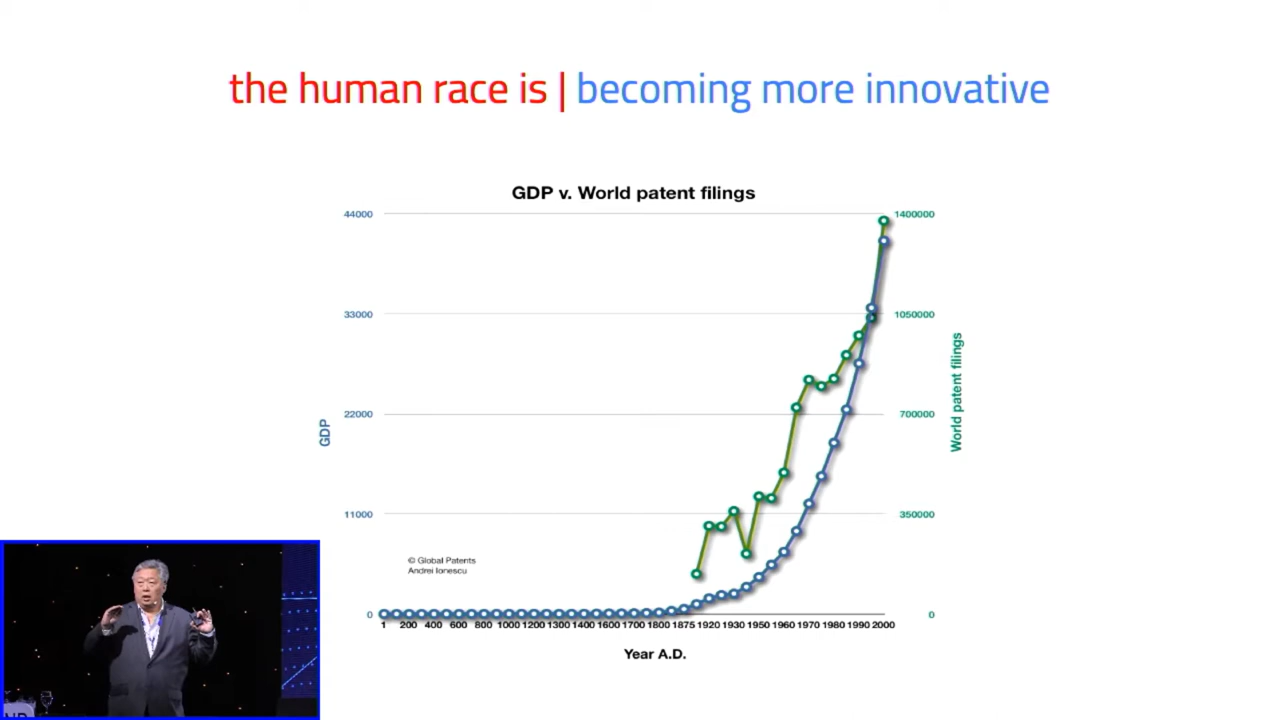 the human race is | becoming more innovative
GDP v. World patent filings
44000
1400000
33000
1050000
22000
700000
11000
350000
0
0
GDP
World patent filings
© Global Patents
Andrei Ionescu
1 200 400 600 800 1000 1200 1300 1400 1600 1700 1800 1875 1920 1930 1950 1960 1970 1980 1990 2000
Year A.D.